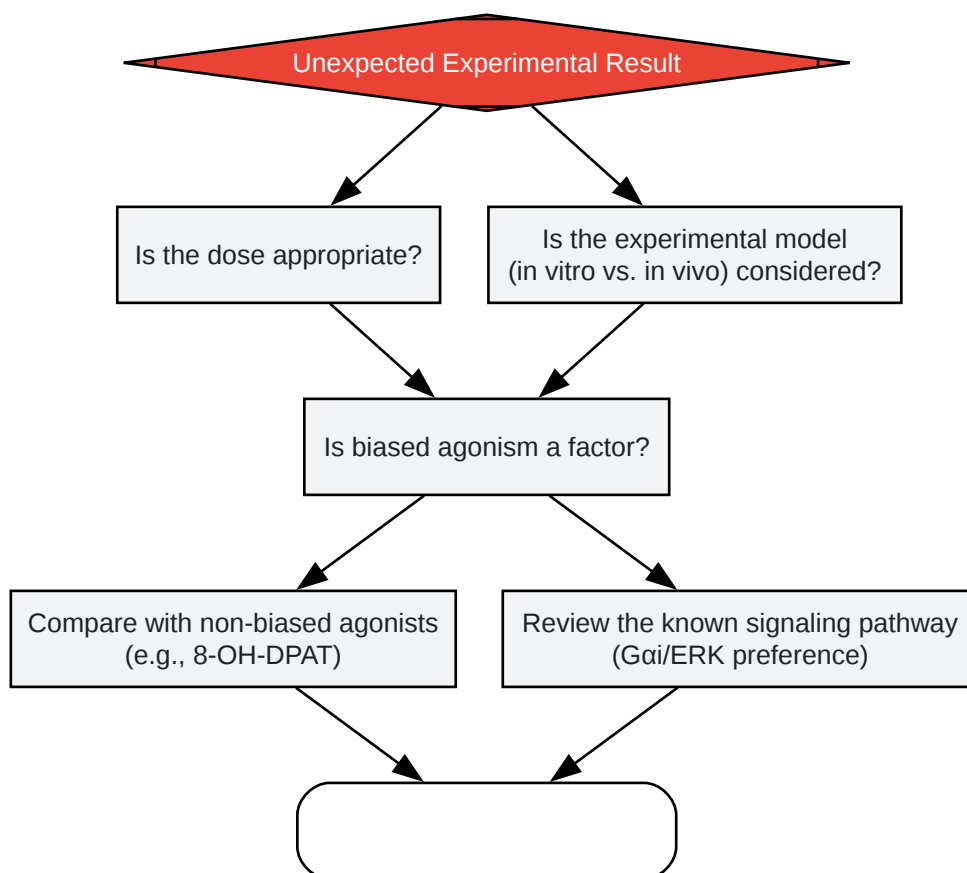 Unexpected Experimental Result
Is the dose appropriate?
Is the experimental model
(in vitro vs. in vivo) considered?
Is biased agonism a factor?
Compare with non-biased agonists
(e.g., 8-OH-DPAT)
Review the known signaling pathway
(Gαi/ERK preference)